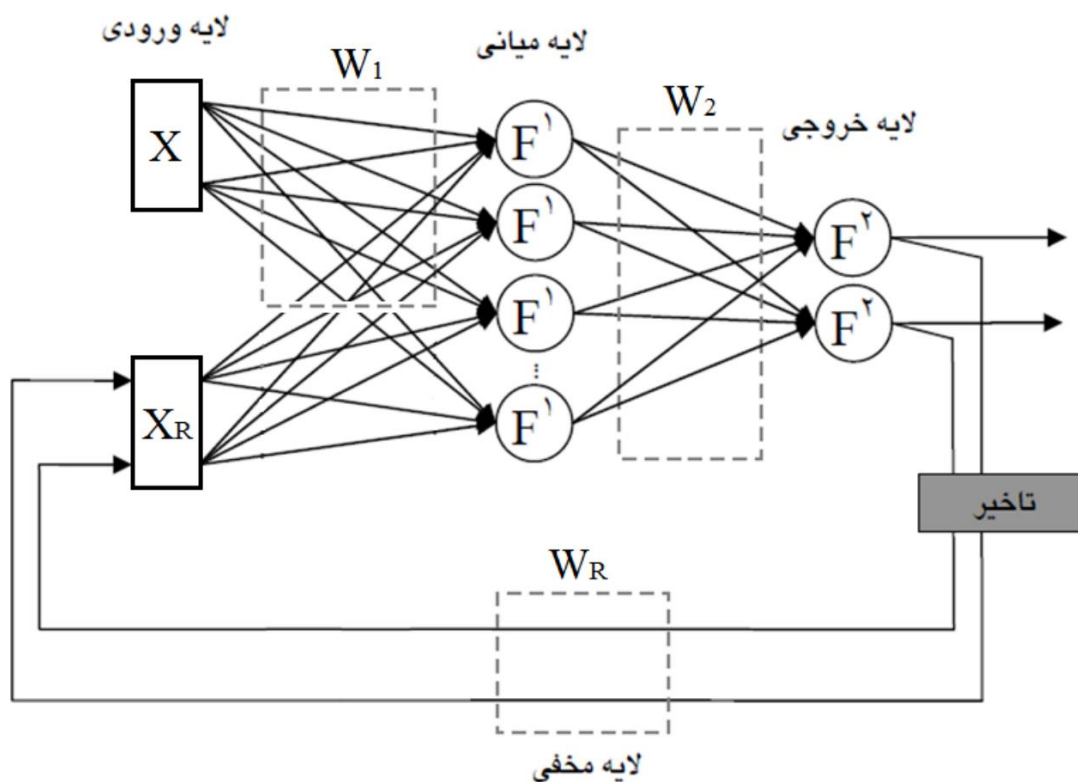 لایه ورودی
لایه میانی
لایه خروجی
W1
W2
X
XR
F۱
F۱
F۱
...
F۱
F۲
F۲
تاخیر
WR
لایه مخفی